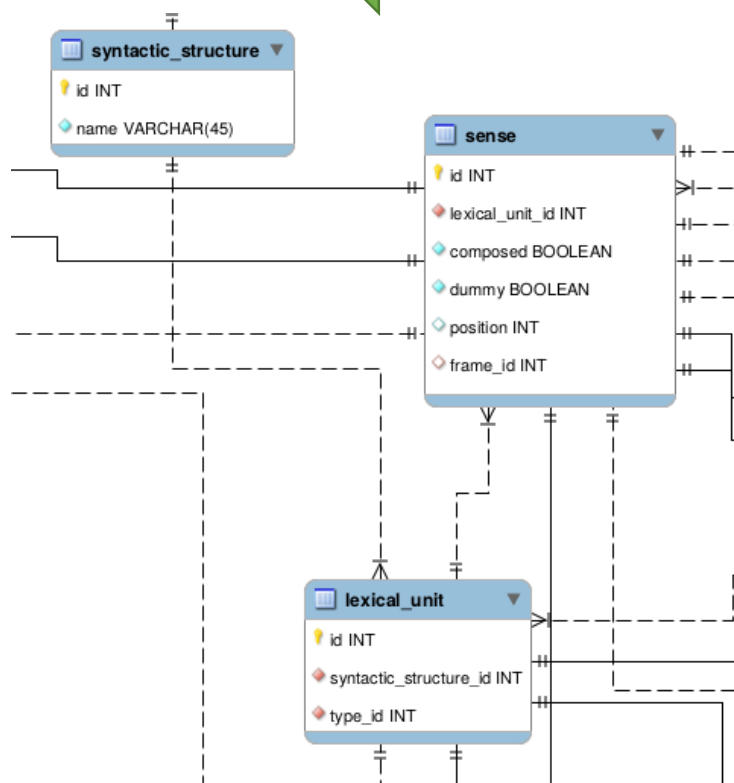 syntactic_structure
id INT
name VARCHAR(45)
sense
id INT
lexical_unit_id INT
composed BOOLEAN
dummy BOOLEAN
position INT
frame_id INT
lexical_unit
id INT
syntactic_structure_id INT
type_id INT